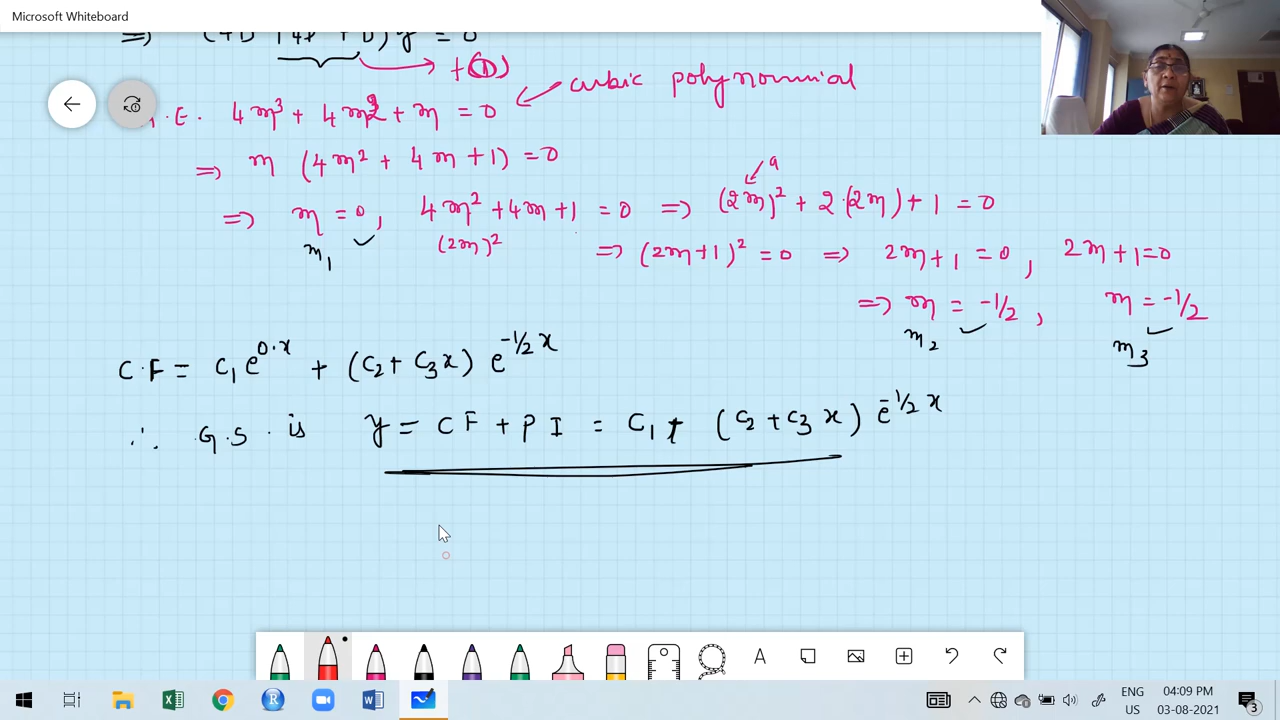 Microsoft Whiteboard
f(D)
cubic polynomial
.E. 4m³ + 4m² + m = 0
⇒ m (4m² + 4m + 1) = 0
a
⇒ m = 0, 4m² + 4m + 1 = 0 ⇒ (2m)² + 2·(2m) + 1 = 0
m₁ ✓ (2m)² ⇒ (2m+1)² = 0 ⇒ 2m+1 = 0, 2m+1=0
⇒ m = -1/2, m = -1/2
m₂ ✓ m₃ ✓
C·F = C₁e^{0·x} + (C₂ + C₃x) e^{-1/2 x}
∴ G.S. is y = CF + PI = C₁ + (C₂ + C₃x) e^{-1/2 x}
A
X W
R
ENG
US
04:09 PM
03-08-2021
3